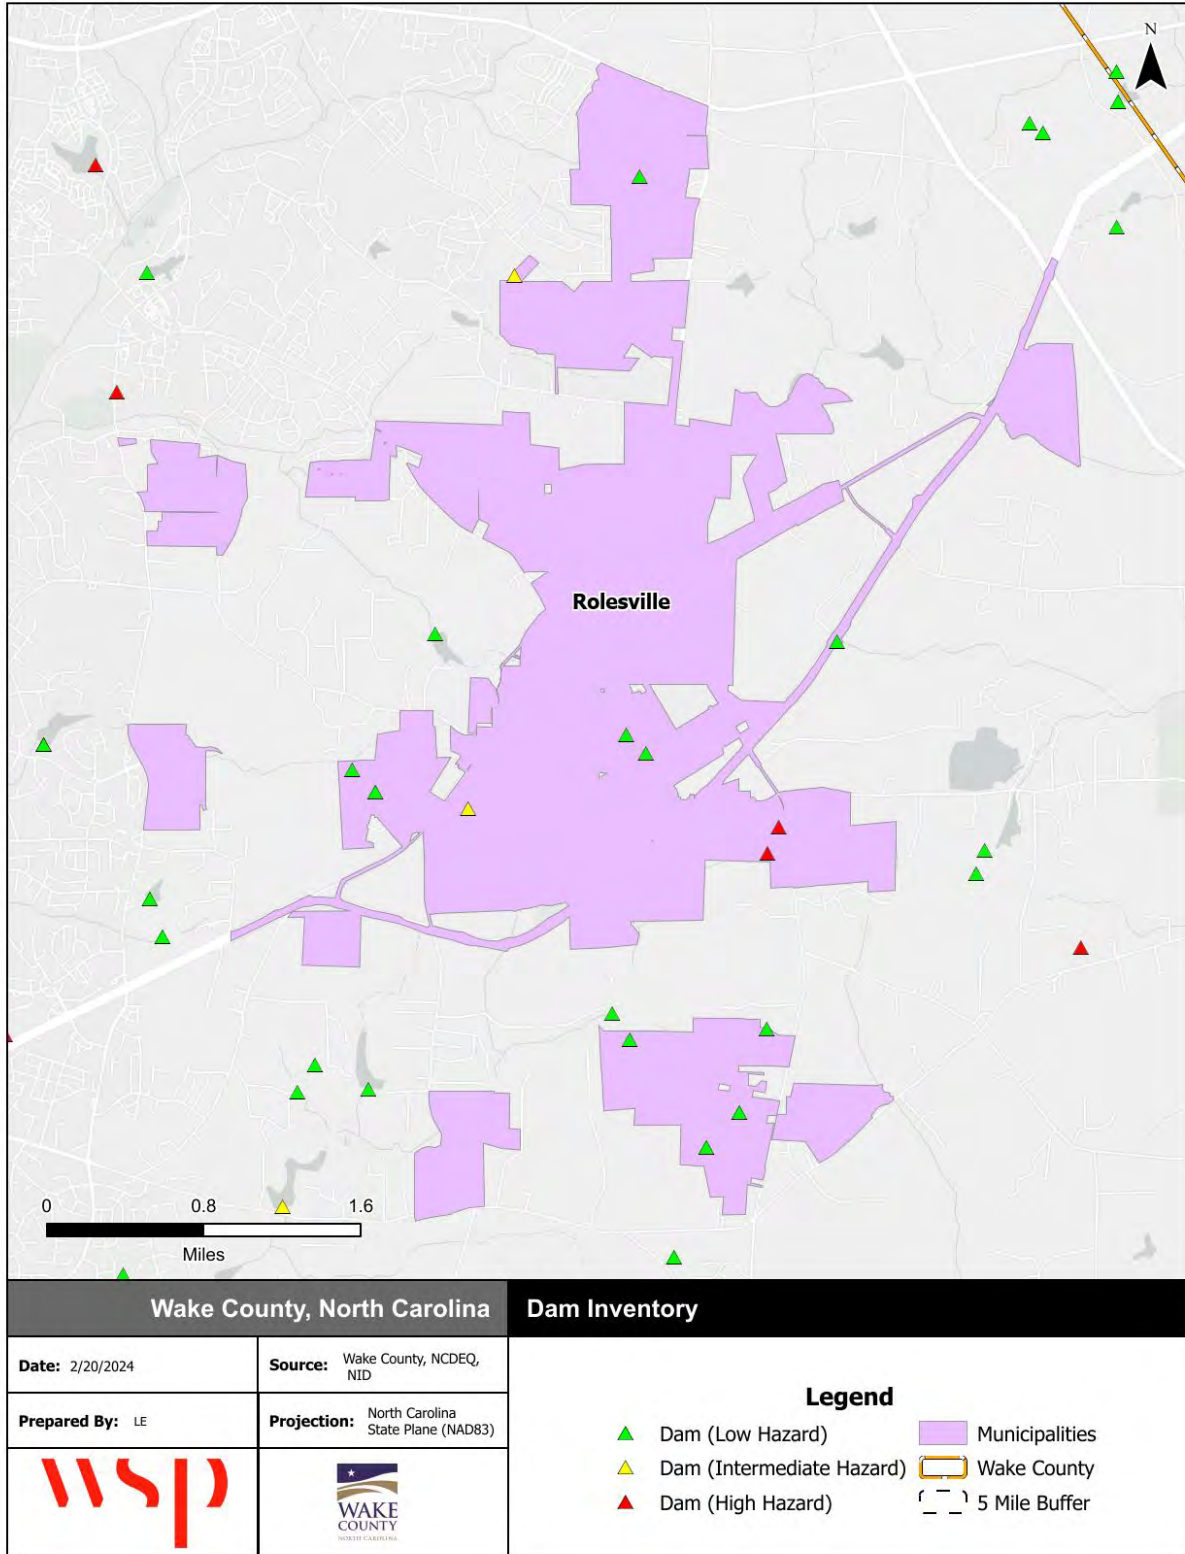 N
Rolesville
0 0.8 1.6
Miles
Wake County, North Carolina
Dam Inventory
Date: 2/20/2024
Source: Wake County, NCDEQ,
NID
Prepared By: LE
Projection: North Carolina
State Plane (NAD83)
wsp
WAKE
COUNTY
NORTH CAROLINA
Legend
Dam (Low Hazard)
Dam (Intermediate Hazard)
Dam (High Hazard)
Municipalities
Wake County
5 Mile Buffer